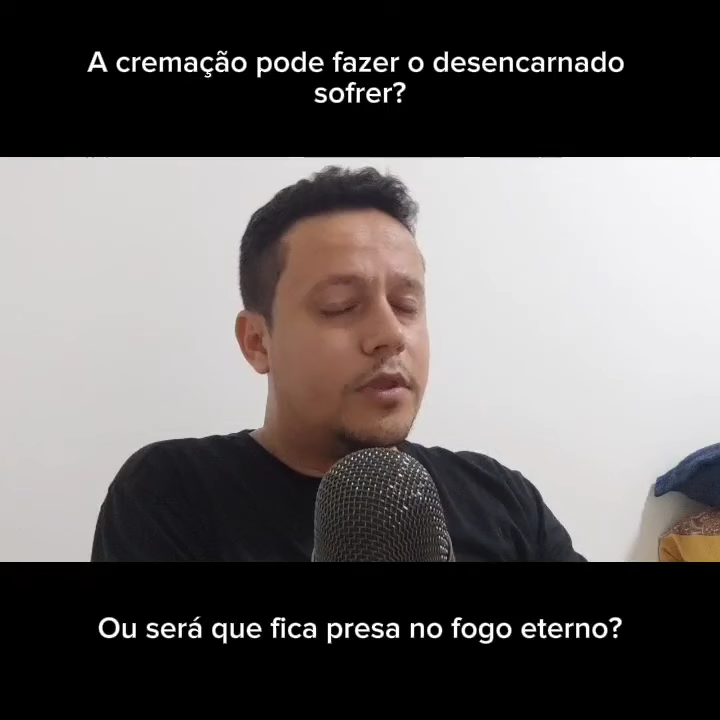 A cremação pode fazer o desencarnado
sofrer?
Ou será que fica presa no fogo eterno?